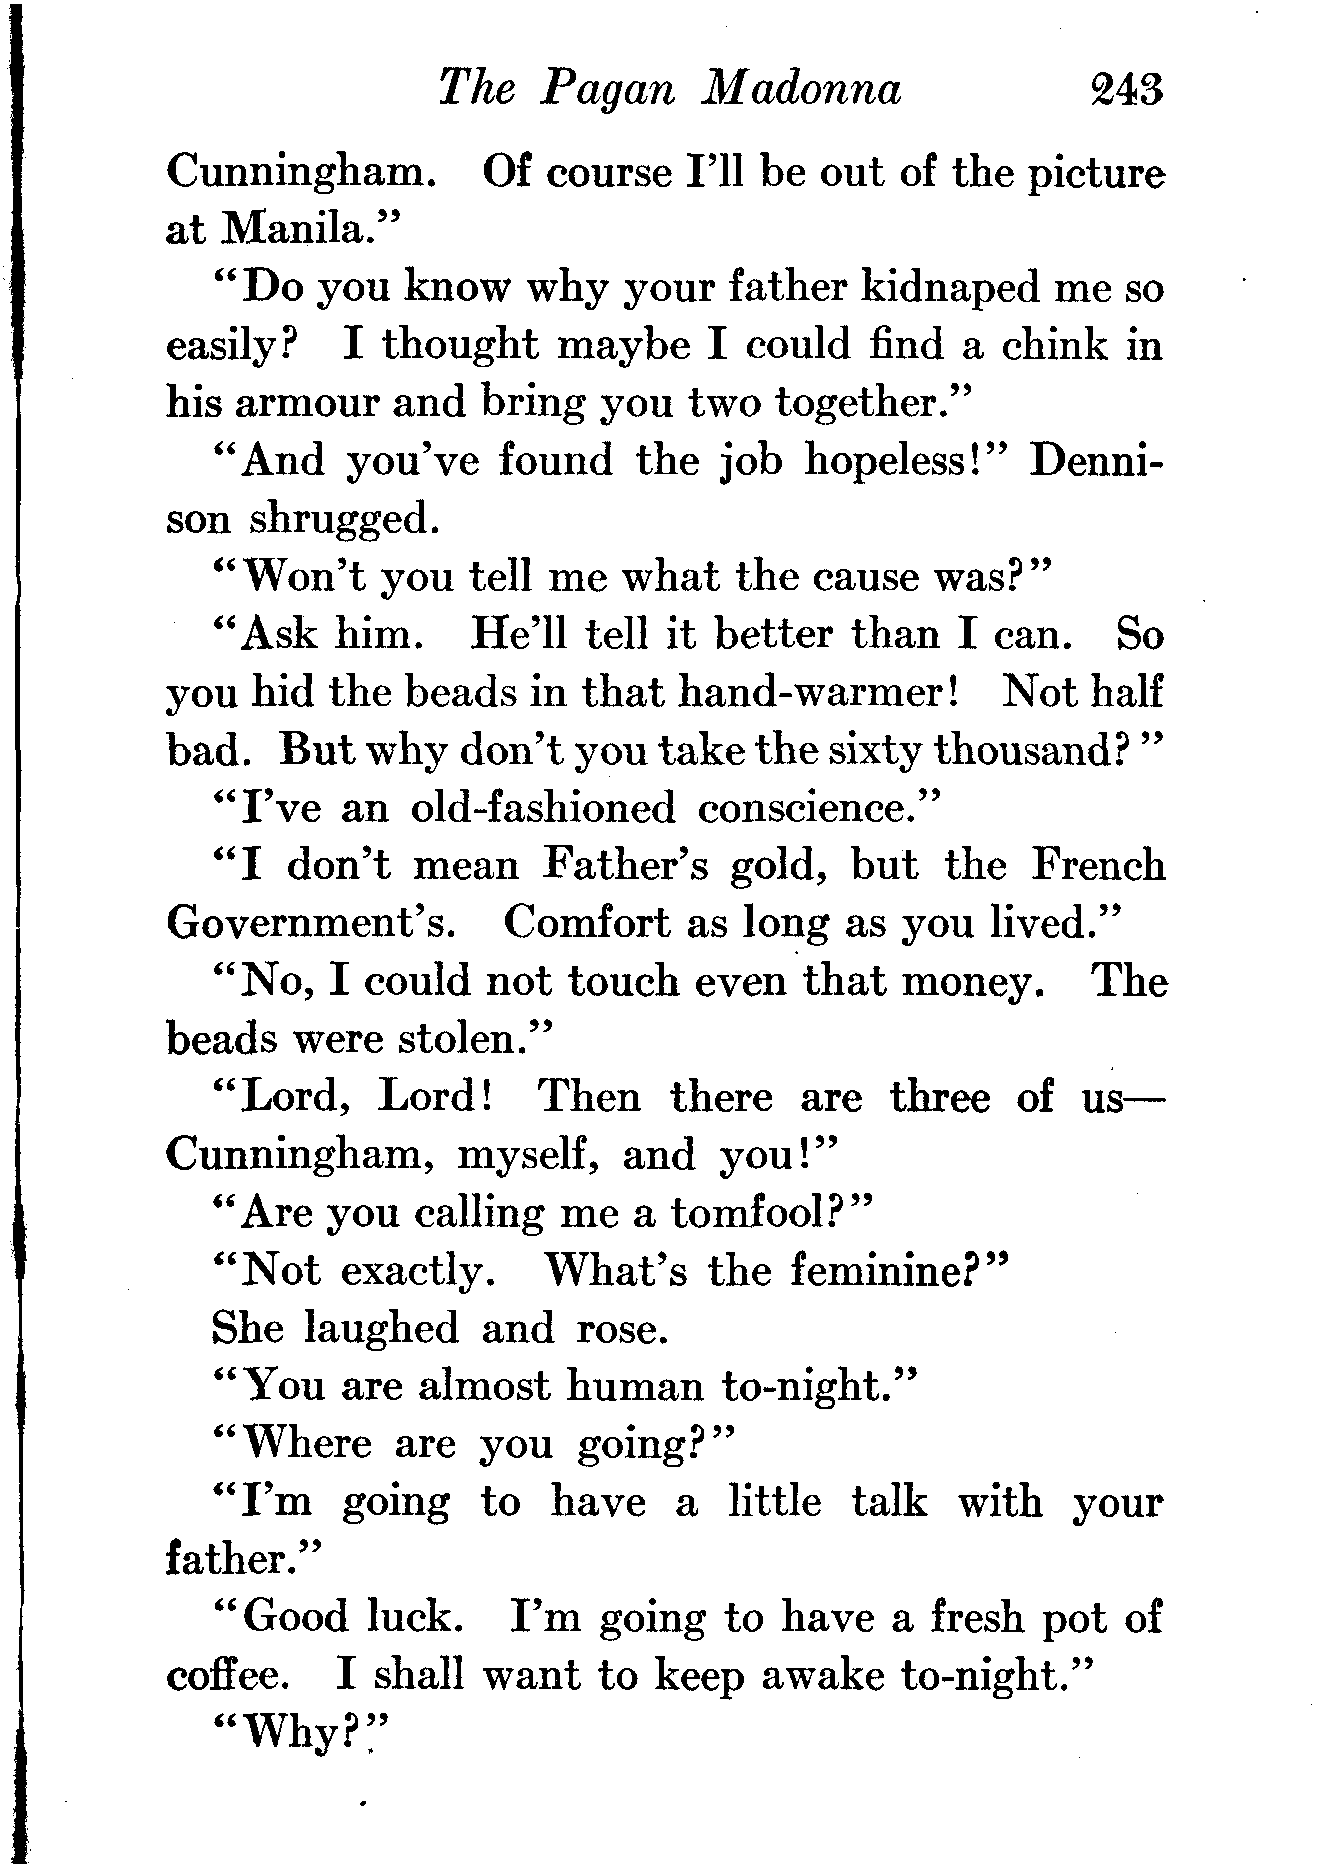 The Pagan Madonna 243
Cunningham. Of course I'll be out of the picture
at Manila."
"Do you know why your father kidnaped me so
easily? I thought maybe I could find a chink in
his armour and bring you two together."
"And you've found the job hopeless!" Denni-
son shrugged.
"Won't you tell me what the cause was?"
"Ask him. He'll tell it better than I can. So
you hid the beads in that hand-warmer! Not half
bad. But why don't you take the sixty thousand?"
"I've an old-fashioned conscience."
"I don't mean Father's gold, but the French
Government's. Comfort as long as you lived."
"No, I could not touch even that money. The
beads were stolen."
"Lord, Lord! Then there are three of us—
Cunningham, myself, and you!"
"Are you calling me a tomfool?"
"Not exactly. What's the feminine?"
She laughed and rose.
"You are almost human to-night."
"Where are you going?"
"I'm going to have a little talk with your
father."
"Good luck. I'm going to have a fresh pot of
coffee. I shall want to keep awake to-night."
"Why?"